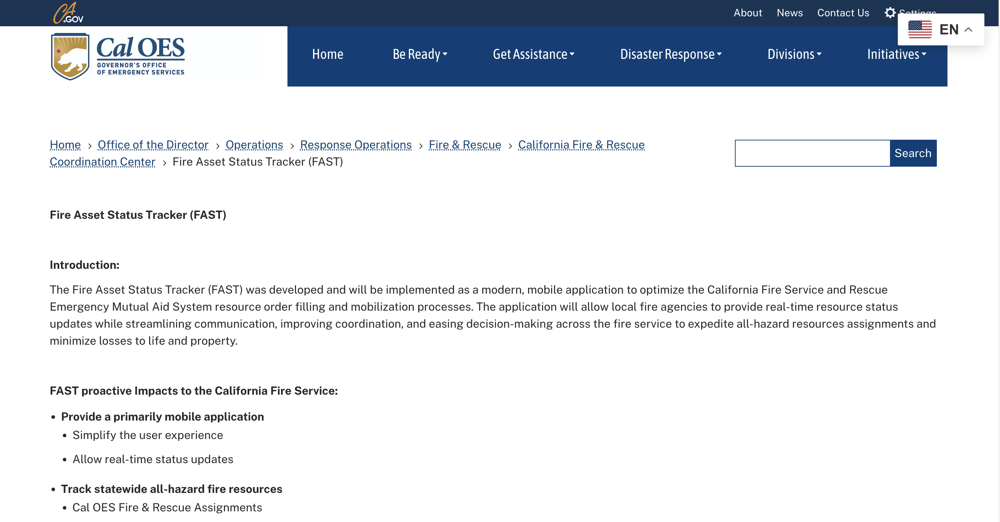 CA.GOV
About News Contact Us Settings
EN
Cal OES
GOVERNOR'S OFFICE
OF EMERGENCY SERVICES
Home Be Ready Get Assistance Disaster Response Divisions Initiatives
Home › Office of the Director › Operations › Response Operations › Fire & Rescue › California Fire & Rescue
Coordination Center › Fire Asset Status Tracker (FAST)
Search
Fire Asset Status Tracker (FAST)
Introduction:
The Fire Asset Status Tracker (FAST) was developed and will be implemented as a modern, mobile application to optimize the California Fire Service and Rescue
Emergency Mutual Aid System resource order filling and mobilization processes. The application will allow local fire agencies to provide real-time resource status
updates while streamlining communication, improving coordination, and easing decision-making across the fire service to expedite all-hazard resources assignments and
minimize losses to life and property.
FAST proactive Impacts to the California Fire Service:
• Provide a primarily mobile application
• Simplify the user experience
• Allow real-time status updates
• Track statewide all-hazard fire resources
• Cal OES Fire & Rescue Assignments